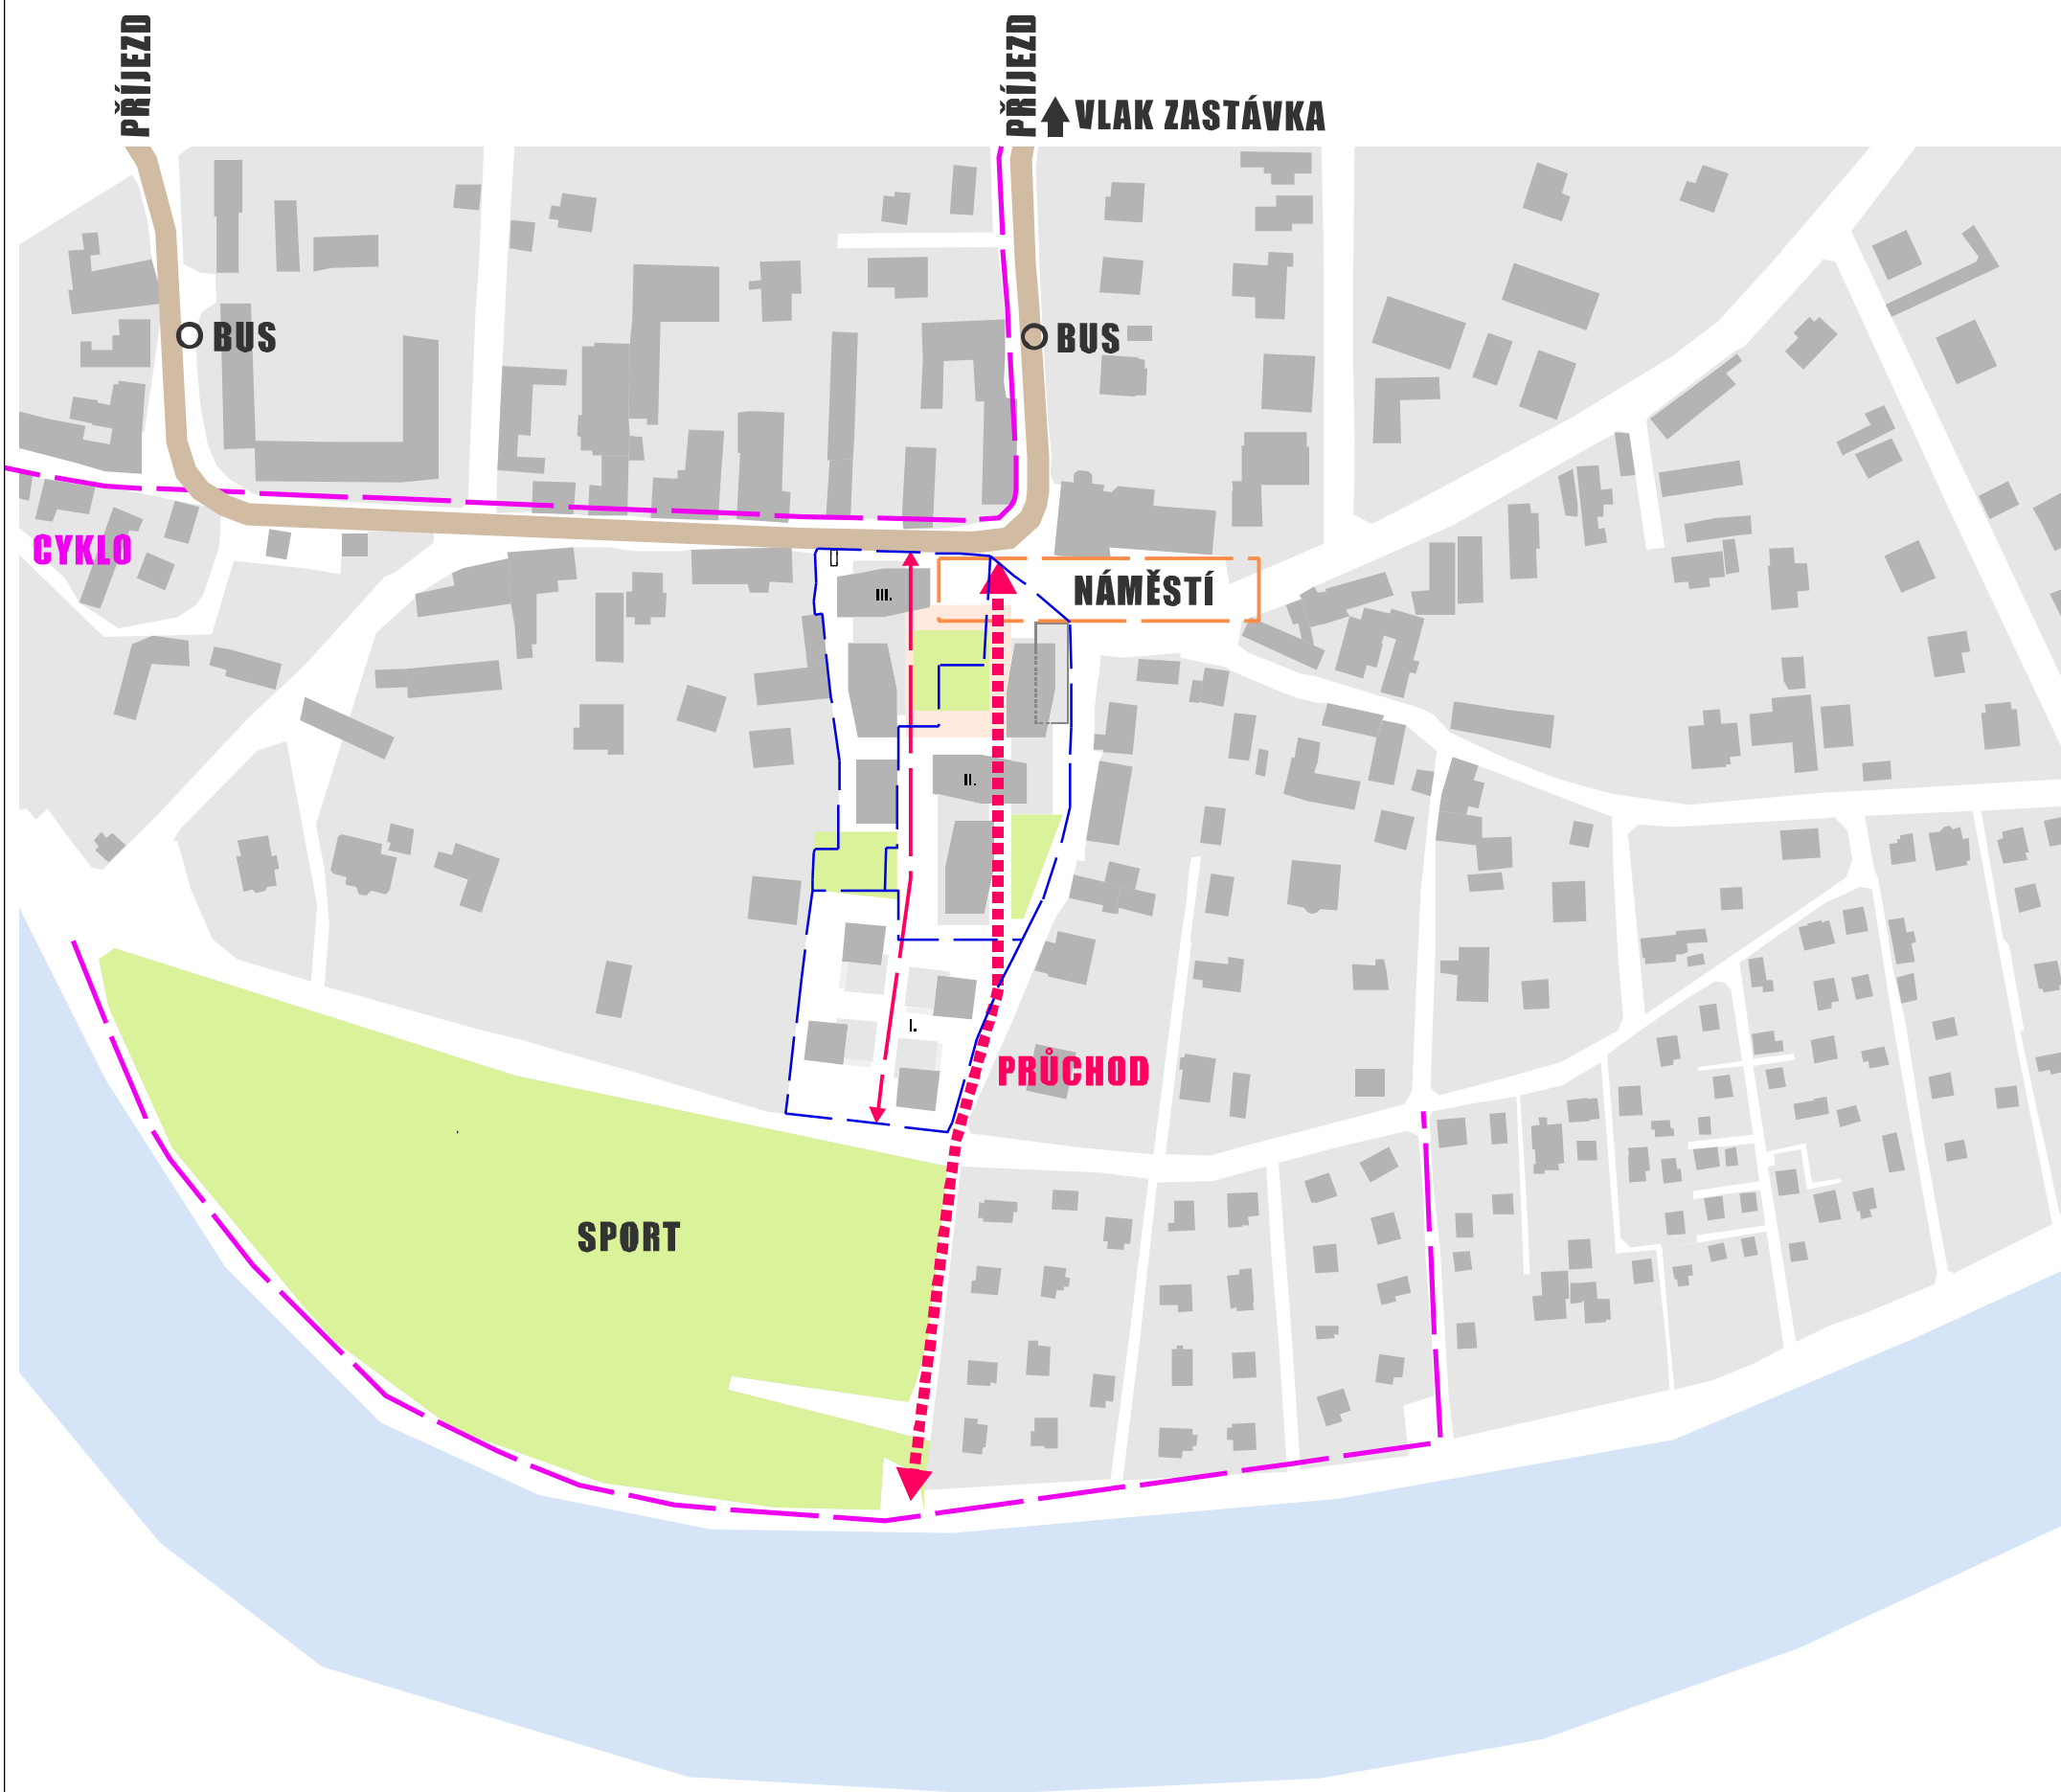 PŘÍJEZD
PŘÍJEZD
VLAK ZASTÁVKA
BUS
BUS
CYKLO
NÁMĚSTÍ
III.
II.
I.
PRŮCHOD
SPORT